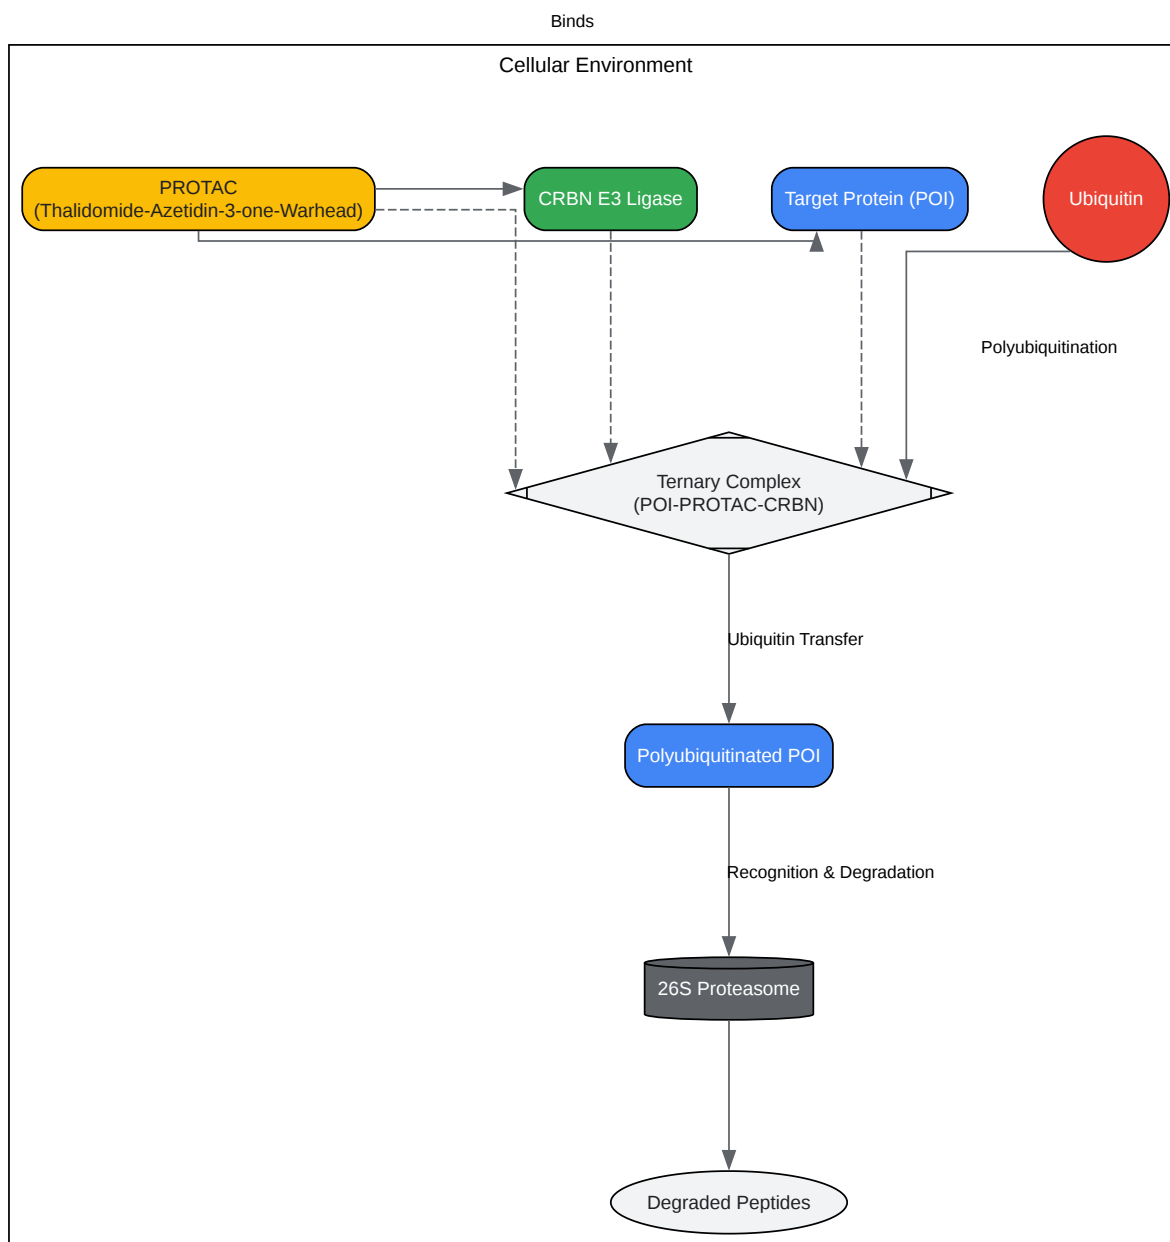 Binds
Cellular Environment
PROTAC
(Thalidomide-Azetidin-3-one-Warhead)
CRBN E3 Ligase
Target Protein (POI)
Ubiquitin
Polyubiquitination
Ternary Complex
(POI-PROTAC-CRBN)
Ubiquitin Transfer
Polyubiquitinated POI
Recognition & Degradation
26S Proteasome
Degraded Peptides